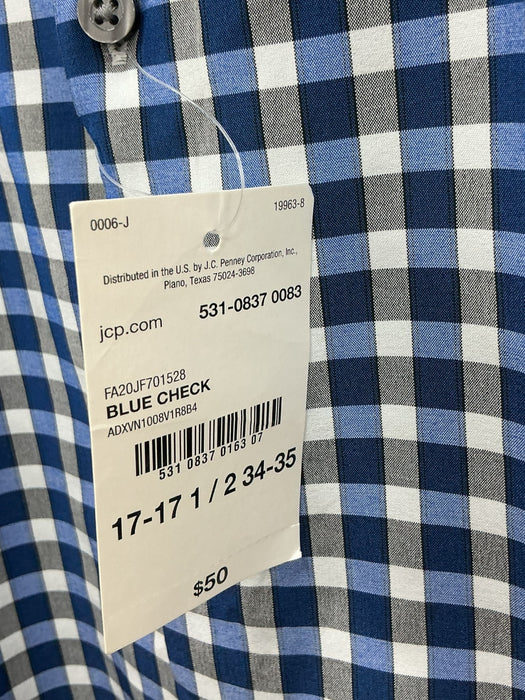 0006-J 19963-8
Distributed in the U.S. by J.C. Penney Corporation, Inc.,
Plano, Texas 75024-3698
jcp.com 531-0837 0083
FA20JF701528
BLUE CHECK
ADXVN1008V1R8B4
531 0837 0163 07
17-17 1 / 2 34-35
$50